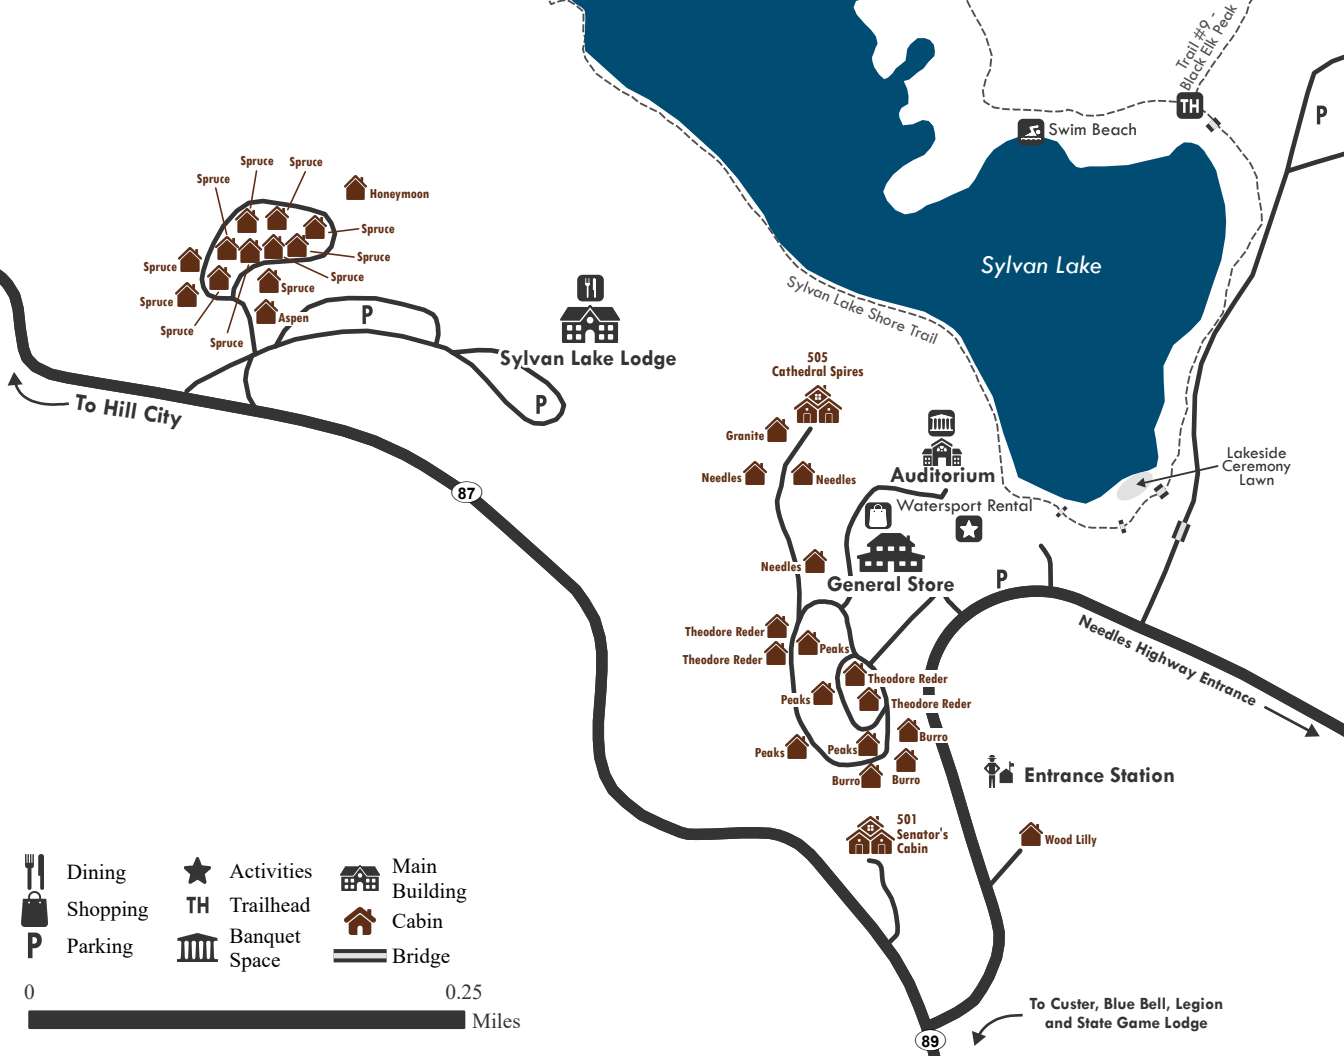 Trail #9 -
Black Elk Peak
TH
P
Swim Beach
Spruce
Spruce
Spruce
Honeymoon
Spruce
Spruce
Spruce
Spruce
Spruce
Spruce
Aspen
Spruce
Spruce
P
Sylvan Lake
Sylvan Lake Shore Trail
Sylvan Lake Lodge
P
To Hill City
505
Cathedral Spires
Granite
Needles
Needles
Auditorium
Watersport Rental
Lakeside
Ceremony
Lawn
87
Needles
General Store
P
Needles Highway Entrance
Theodore Reder
Theodore Reder
Peaks
Theodore Reder
Peaks
Theodore Reder
Burro
Peaks
Peaks
Burro
Burro
Entrance Station
501
Senator's
Cabin
Wood Lilly
Dining
Shopping
P
Parking
Activities
TH
Trailhead
Banquet
Space
Main
Building
Cabin
Bridge
0
0.25
Miles
To Custer, Blue Bell, Legion
and State Game Lodge
89